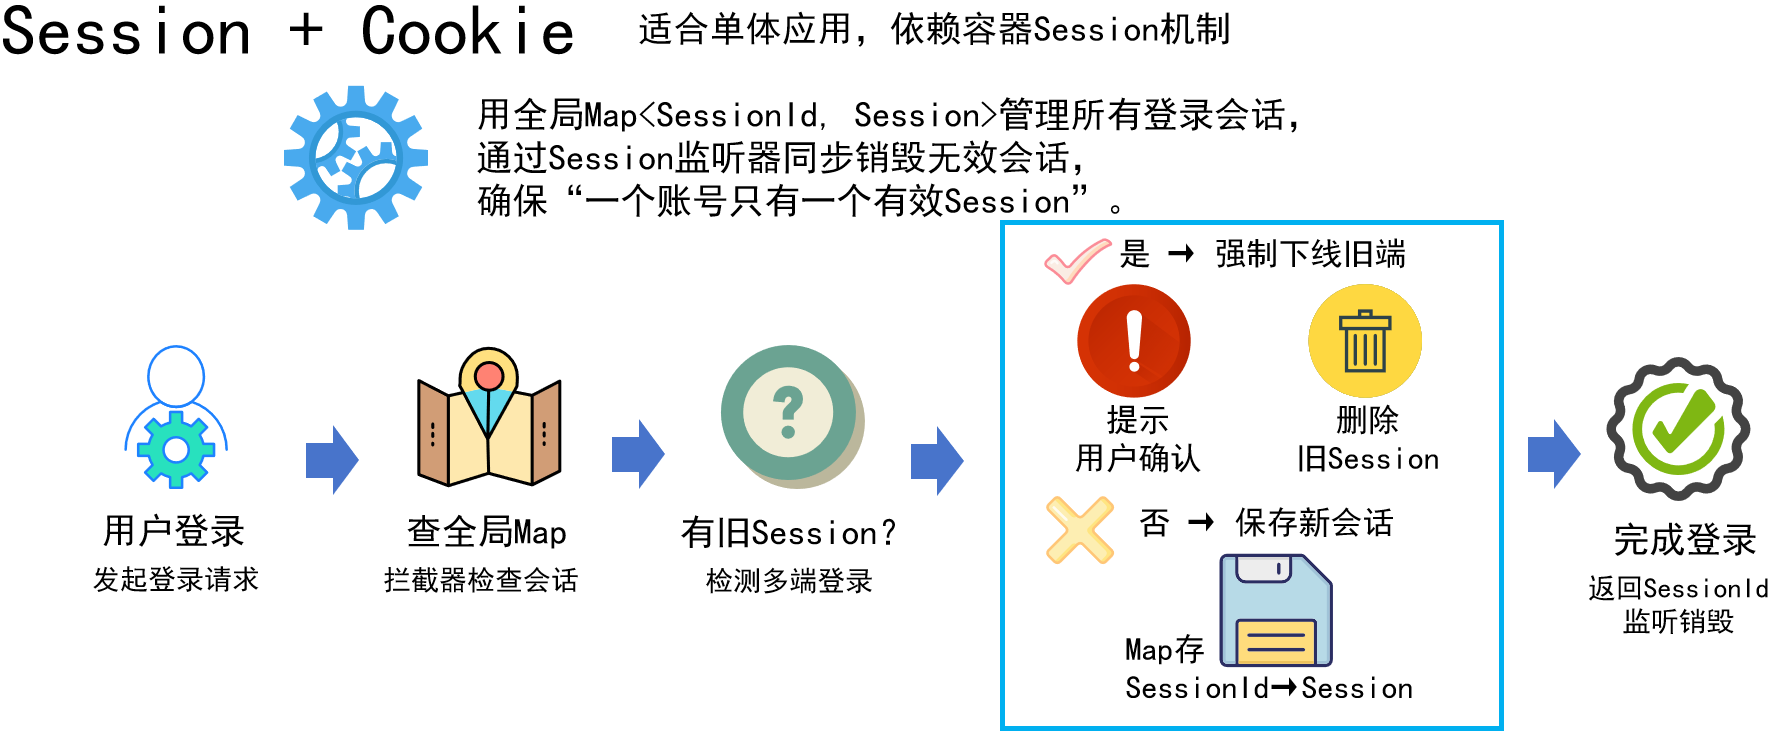 Session + Cookie
适合单体应用，依赖容器Session机制
用全局Map<SessionId, Session>管理所有登录会话，
通过Session监听器同步销毁无效会话，
确保“一个账号只有一个有效Session”。
用户登录
发起登录请求
查全局Map
拦截器检查会话
有旧Session？
检测多端登录
是 → 强制下线旧端
提示
用户确认
删除
旧Session
否 → 保存新会话
Map存
SessionId→Session
完成登录
返回SessionId
监听销毁